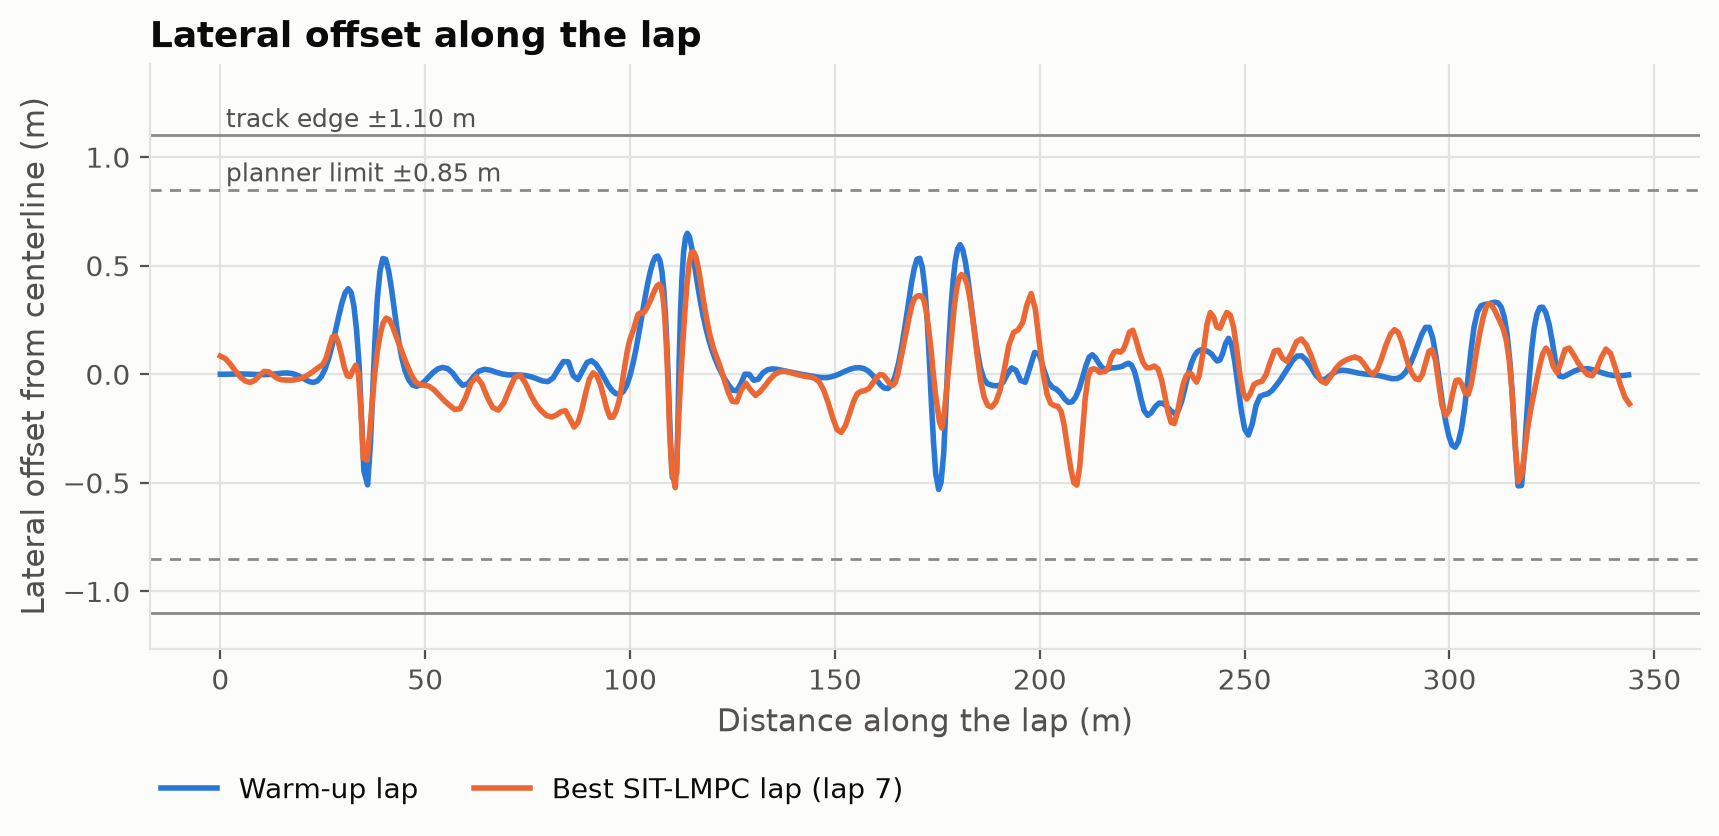 Lateral offset along the lap
Lateral offset from centerline (m)
track edge ±1.10 m
planner limit ±0.85 m
1.0
0.5
0.0
−0.5
−1.0
0 50 100 150 200 250 300 350
Distance along the lap (m)
Warm-up lap Best SIT-LMPC lap (lap 7)